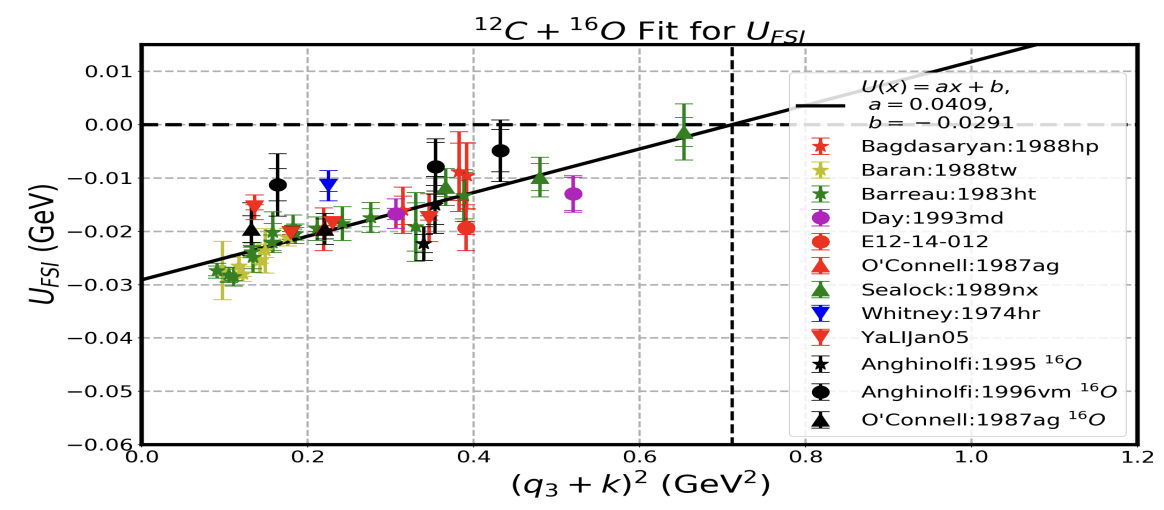 ¹²C + ¹⁶O Fit for U_FSI
U_FSI (GeV)
0.01
0.00
−0.01
−0.02
−0.03
−0.04
−0.05
−0.06
U(x) = ax + b,
a = 0.0409,
b = − 0.0291
Bagdasaryan:1988hp
Baran:1988tw
Barreau:1983ht
Day:1993md
E12-14-012
O'Connell:1987ag
Sealock:1989nx
Whitney:1974hr
YaLIJan05
Anghinolfi:1995 ¹⁶O
Anghinolfi:1996vm ¹⁶O
O'Connell:1987ag ¹⁶O
0.0 0.2 0.4 0.6 0.8 1.0 1.2
(q₃ + k)² (GeV²)